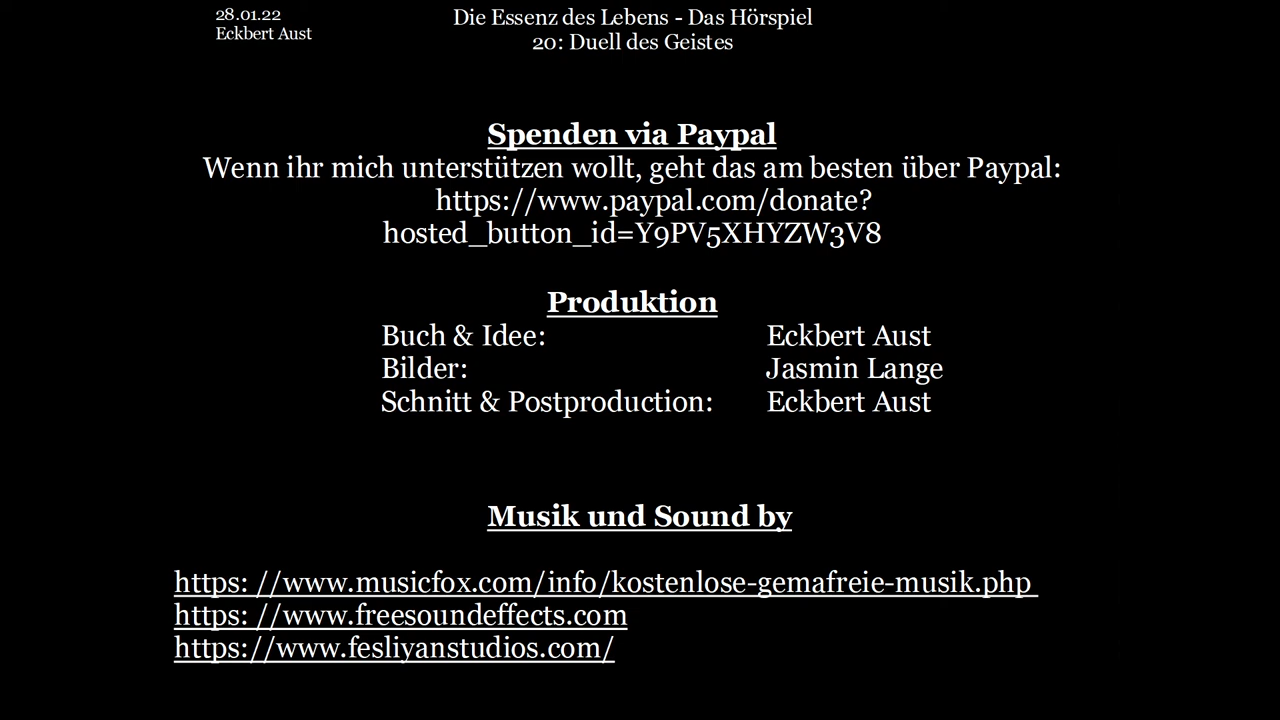 28.01.22
Eckbert Aust
Die Essenz des Lebens - Das Hörspiel
20: Duell des Geistes
Spenden via Paypal
Wenn ihr mich unterstützen wollt, geht das am besten über Paypal:
https://www.paypal.com/donate?
hosted_button_id=Y9PV5XHYZW3V8
Produktion
Buch & Idee: Eckbert Aust
Bilder: Jasmin Lange
Schnitt & Postproduction: Eckbert Aust
Musik und Sound by
https: //www.musicfox.com/info/kostenlose-gemafreie-musik.php
https: //www.freesoundeffects.com
https://www.fesliyanstudios.com/